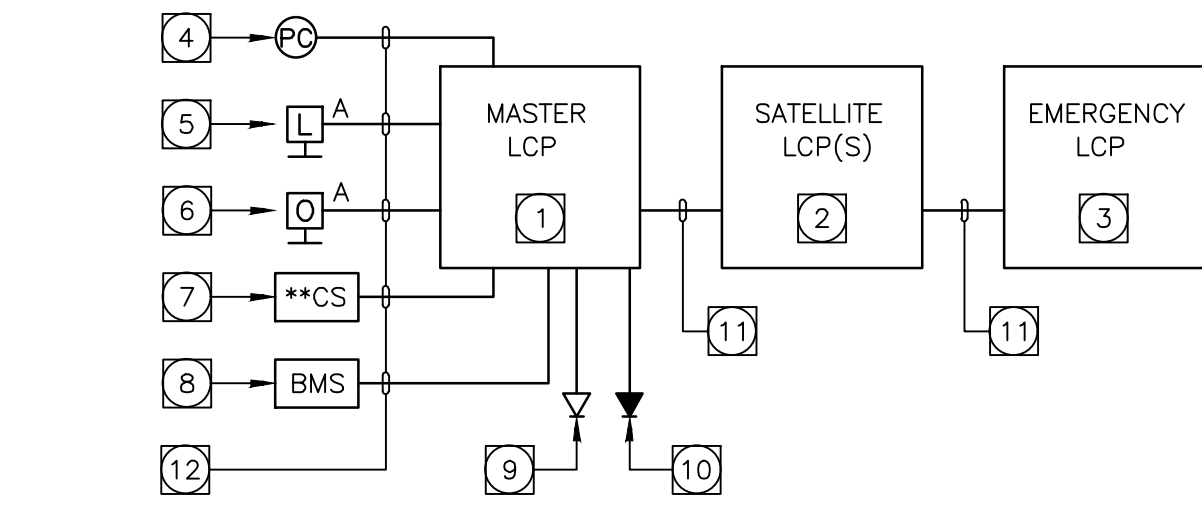 4
PC
5
L
A
6
O
A
7
**CS
8
BMS
12
MASTER
LCP
1
SATELLITE
LCP(S)
2
EMERGENCY
LCP
3
11
11
9
10